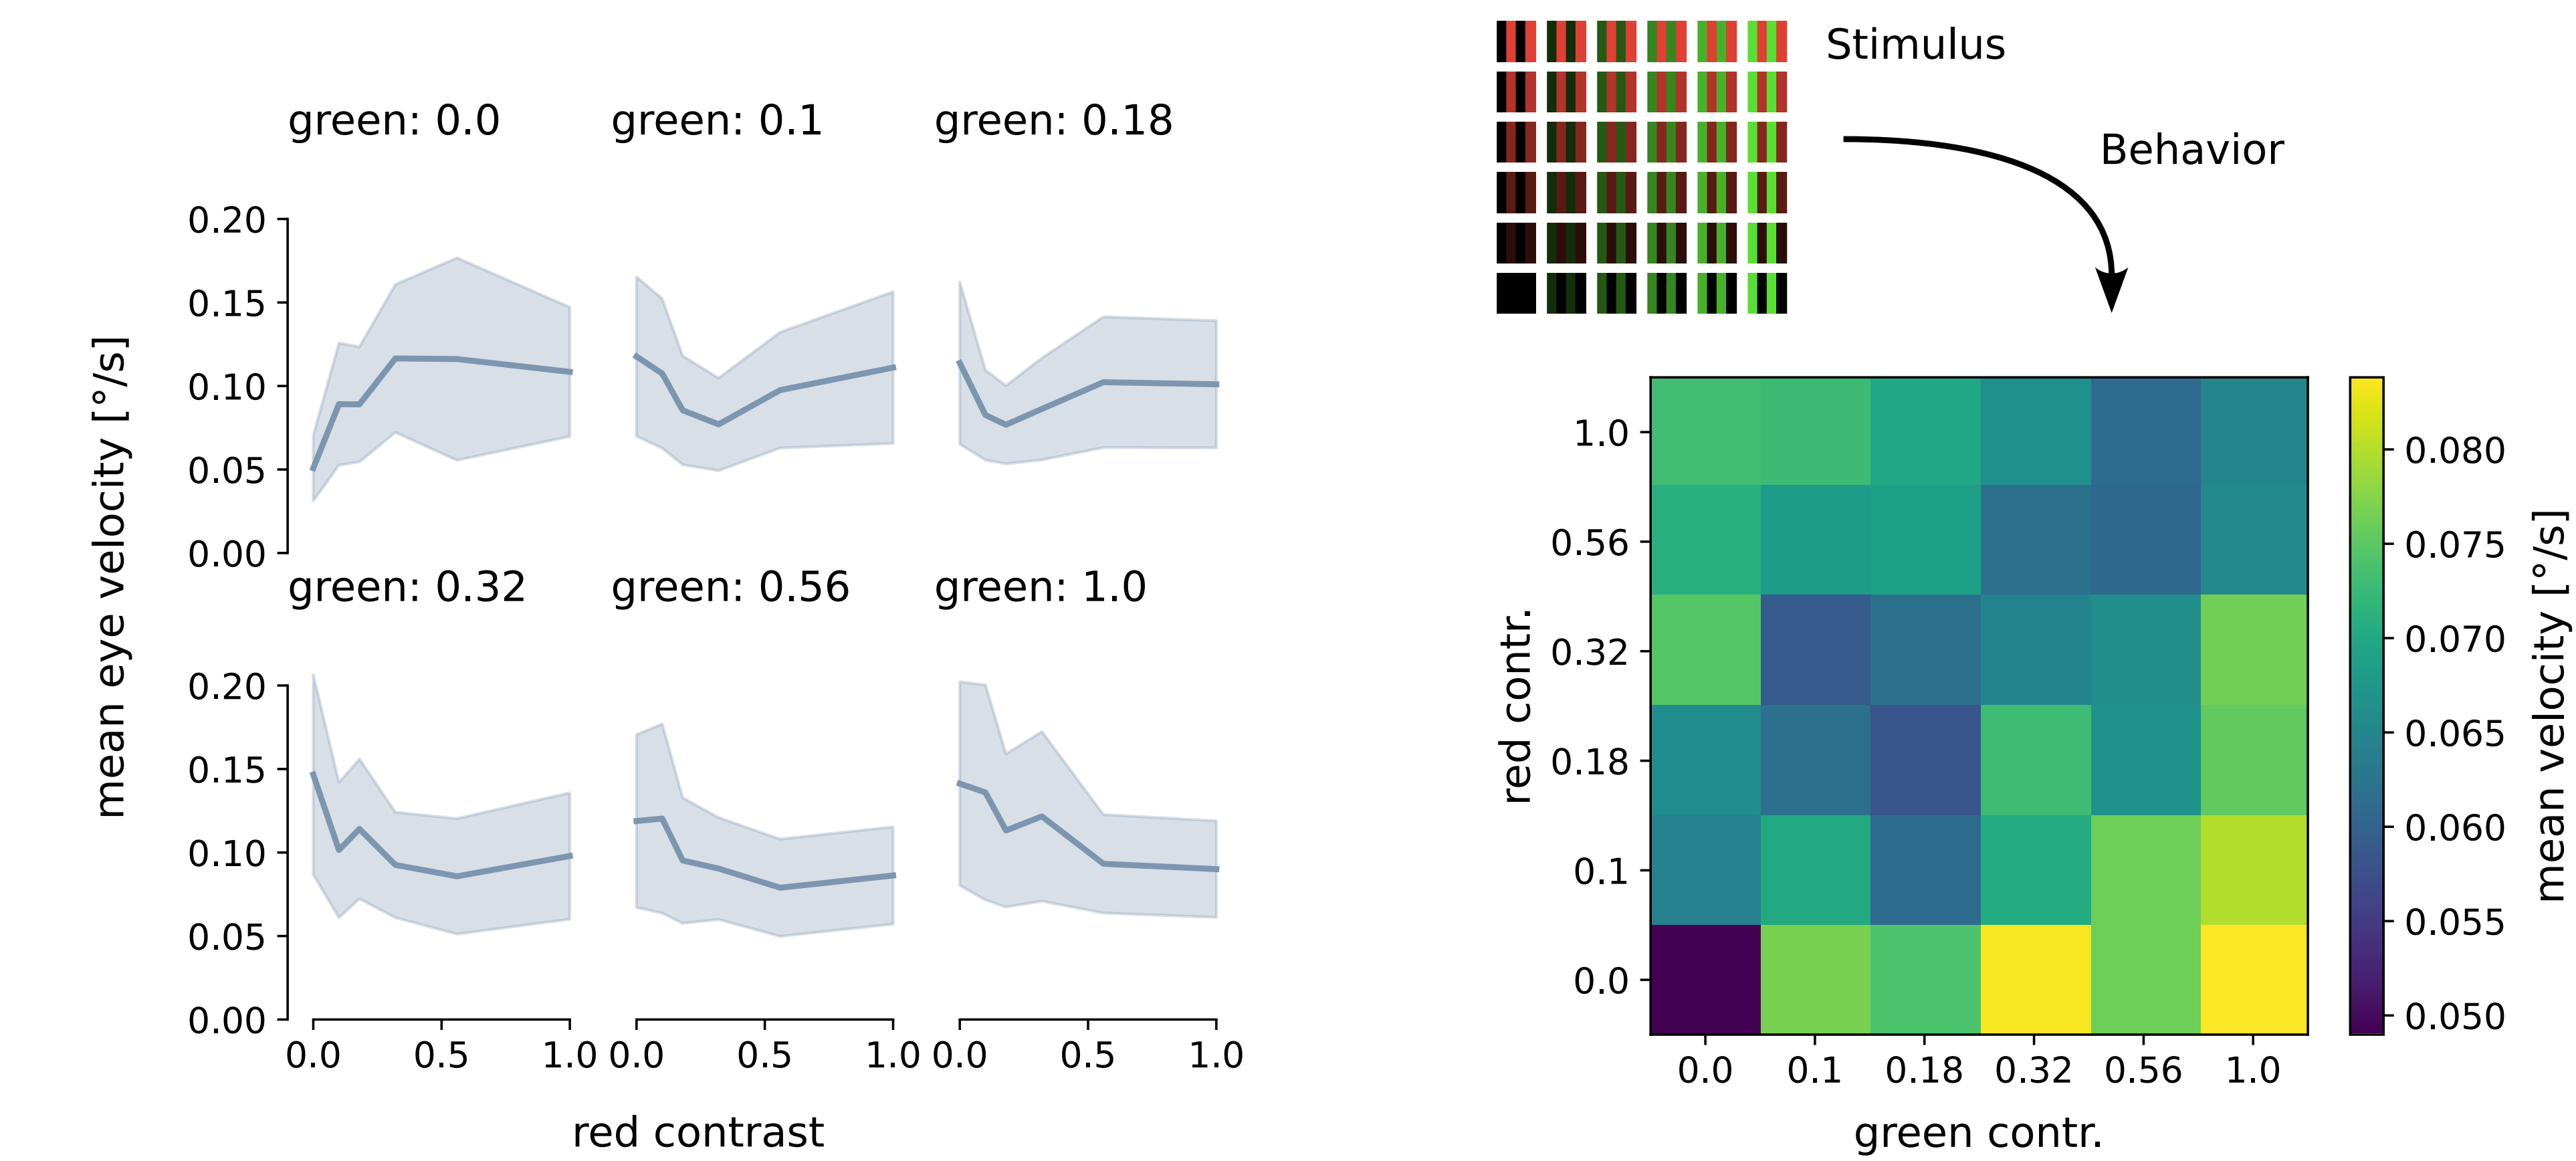 green: 0.0
green: 0.1
green: 0.18
0.20
0.15
0.10
0.05
0.00
green: 0.32
green: 0.56
green: 1.0
0.20
0.15
0.10
0.05
0.00
0.0 0.5 1.0
0.0 0.5 1.0
0.0 0.5 1.0
mean eye velocity [°/s]
red contrast
Stimulus
Behavior
1.0
0.56
0.32
0.18
0.1
0.0
red contr.
0.0 0.1 0.18 0.32 0.56 1.0
green contr.
0.080
0.075
0.070
0.065
0.060
0.055
0.050
mean velocity [°/s]